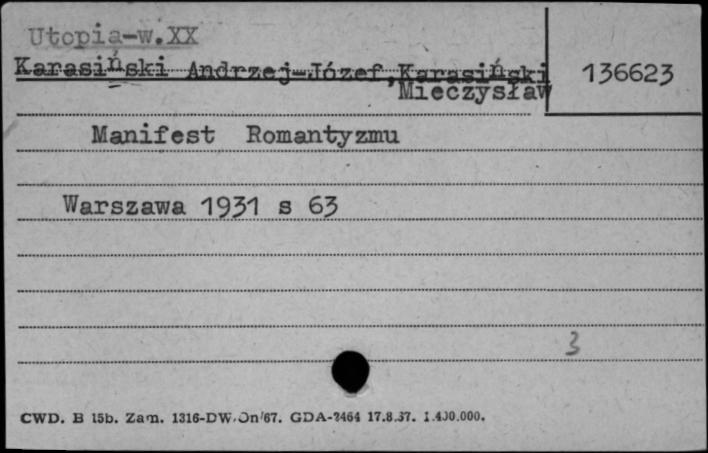 Utopia-w.XX
Karasiński Andrzej-Józef, Karasiński
Mieczysław
136623
Manifest Romantyzmu
Warszawa 1931 s 63
3
CWD. B 15b. Zam. 1316-DW/On/67. GDA-2464 17.8.67. 1.400.000.